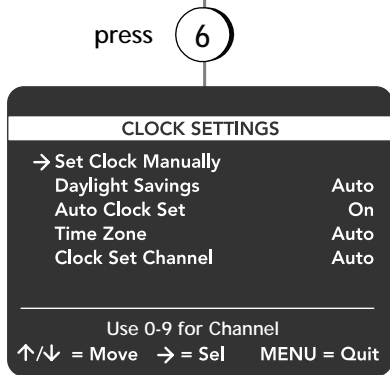 press 6
CLOCK SETTINGS
→ Set Clock Manually
Daylight Savings Auto
Auto Clock Set On
Time Zone Auto
Clock Set Channel Auto
Use 0-9 for Channel
↑/↓ = Move → = Sel MENU = Quit